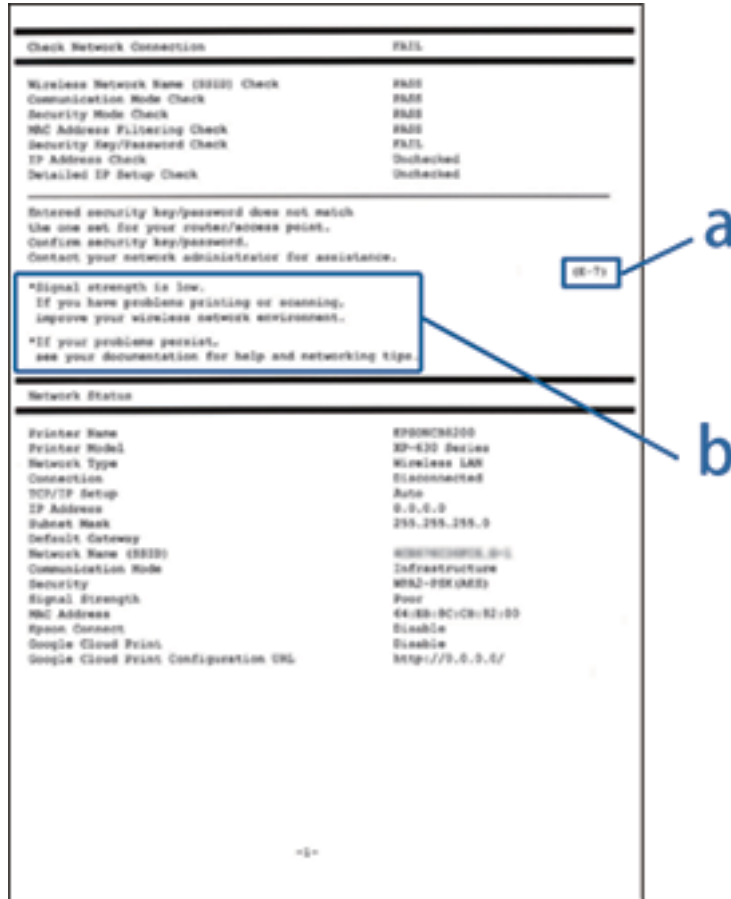 Check Network Connection FAIL
Wireless Network Name (SSID) Check PASS
Communication Mode Check PASS
Security Mode Check PASS
MAC Address Filtering Check PASS
Security Key/Password Check FAIL
IP Address Check Unchecked
Detailed IP Setup Check Unchecked
Entered security key/password does not match
the one set for your router/access point.
Confirm security key/password.
Contact your network administrator for assistance.
a
(E-7)
*Signal strength is low.
If you have problems printing or scanning,
improve your wireless network environment.
*If your problems persist,
see your documentation for help and networking tips.
b
Network Status
Printer Name
Printer Model XP-630 Series
Network Type Wireless LAN
Connection Disconnected
TCP/IP Setup Auto
IP Address 0.0.0.0
Subnet Mask 255.255.255.0
Default Gateway
Network Name (SSID)
Communication Mode Infrastructure
Security WPA2-PSK(AES)
Signal Strength Poor
MAC Address
Epson Connect Disable
Google Cloud Print Disable
Google Cloud Print Configuration URL http://0.0.0.0/
-1-